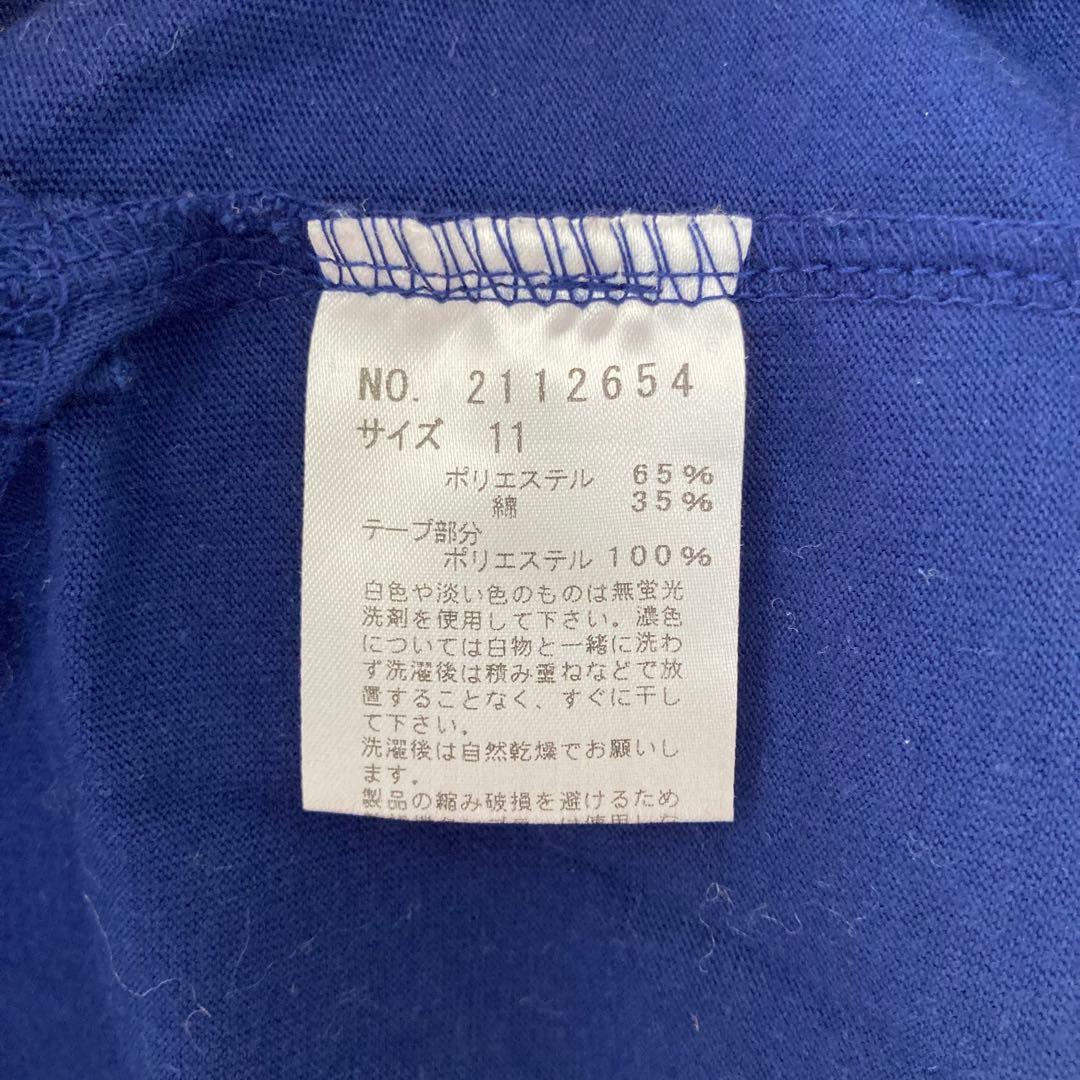 NO. 2112654
サイズ 11
ポリエステル 65%
綿 35%
テープ部分
ポリエステル 100%
白色や淡い色のものは無蛍光
洗剤を使用して下さい。濃色
については白物と一緒に洗わ
ず洗濯後は積み重ねなどで放
置することなく、すぐに干し
て下さい。
洗濯後は自然乾燥でお願いし
ます。
製品の縮み破損を避けるため
は使用しな